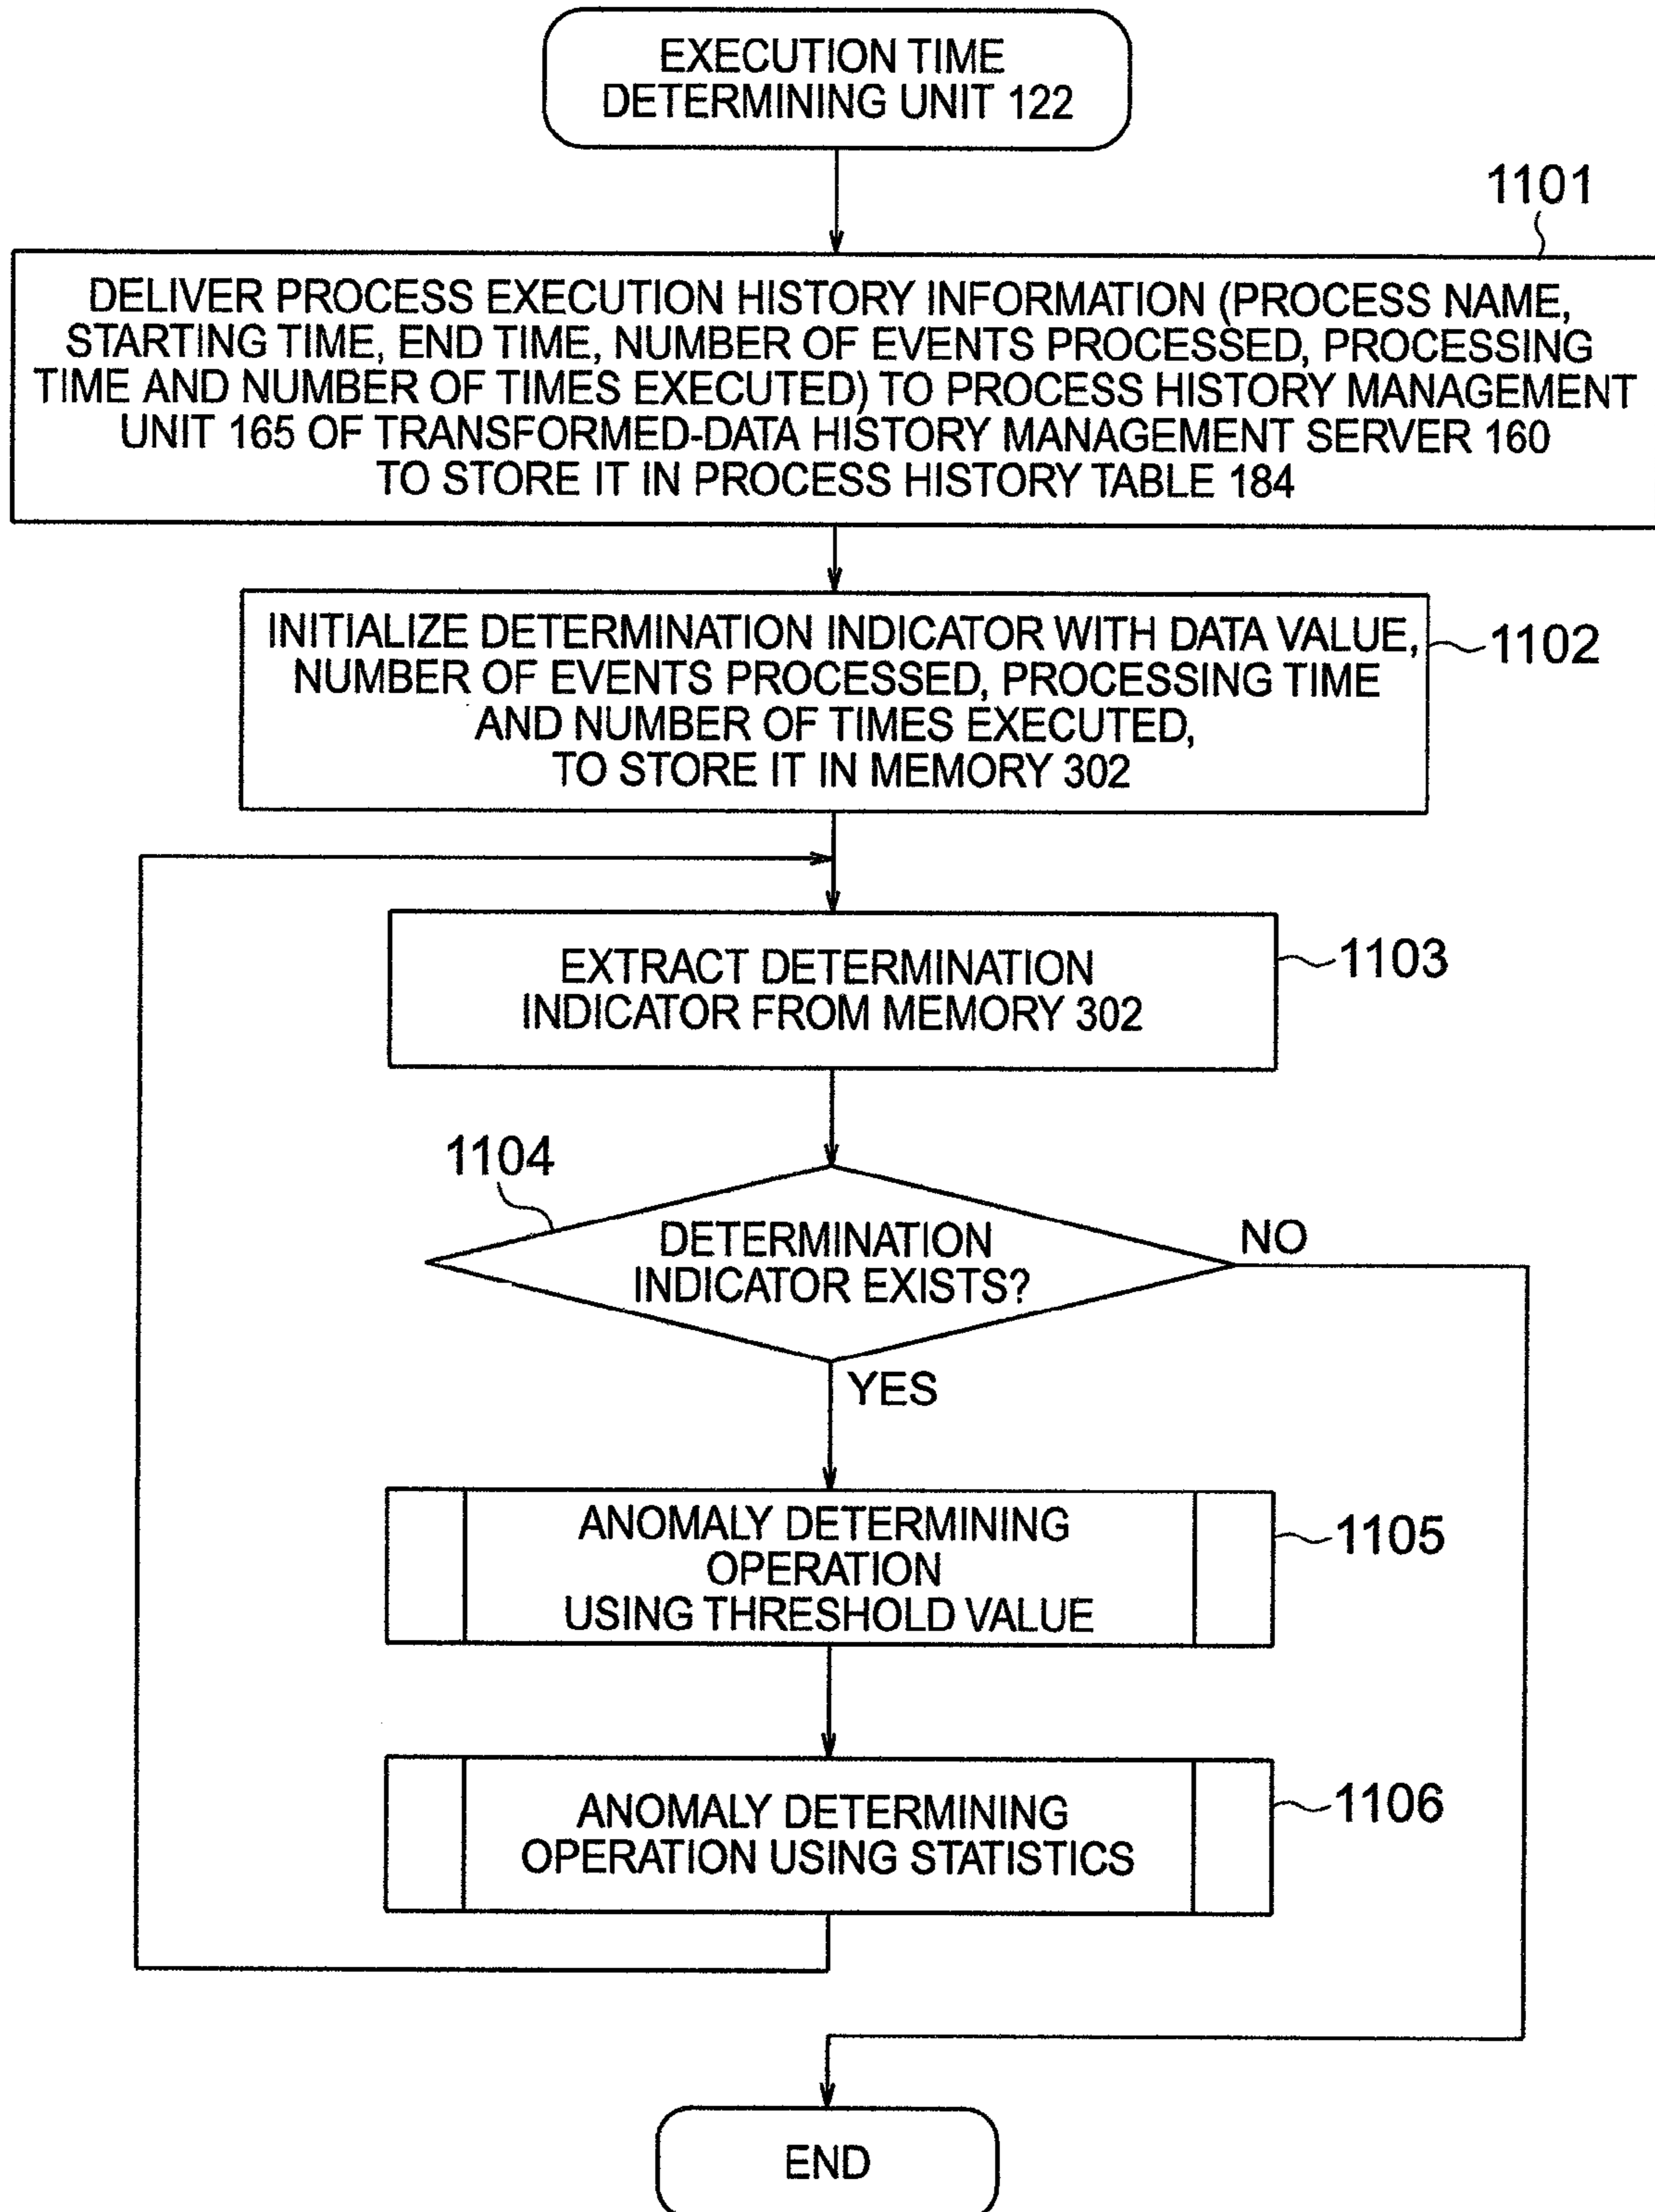 EXECUTION TIME
DETERMINING UNIT 122
1101
DELIVER PROCESS EXECUTION HISTORY INFORMATION (PROCESS NAME,
STARTING TIME, END TIME, NUMBER OF EVENTS PROCESSED, PROCESSING
TIME AND NUMBER OF TIMES EXECUTED) TO PROCESS HISTORY MANAGEMENT
UNIT 165 OF TRANSFORMED-DATA HISTORY MANAGEMENT SERVER 160
TO STORE IT IN PROCESS HISTORY TABLE 184
INITIALIZE DETERMINATION INDICATOR WITH DATA VALUE,
NUMBER OF EVENTS PROCESSED, PROCESSING TIME
AND NUMBER OF TIMES EXECUTED,
TO STORE IT IN MEMORY 302
1102
EXTRACT DETERMINATION
INDICATOR FROM MEMORY 302
1103
1104
DETERMINATION
INDICATOR EXISTS?
NO
YES
ANOMALY DETERMINING
OPERATION
USING THRESHOLD VALUE
1105
ANOMALY DETERMINING
OPERATION USING STATISTICS
1106
END